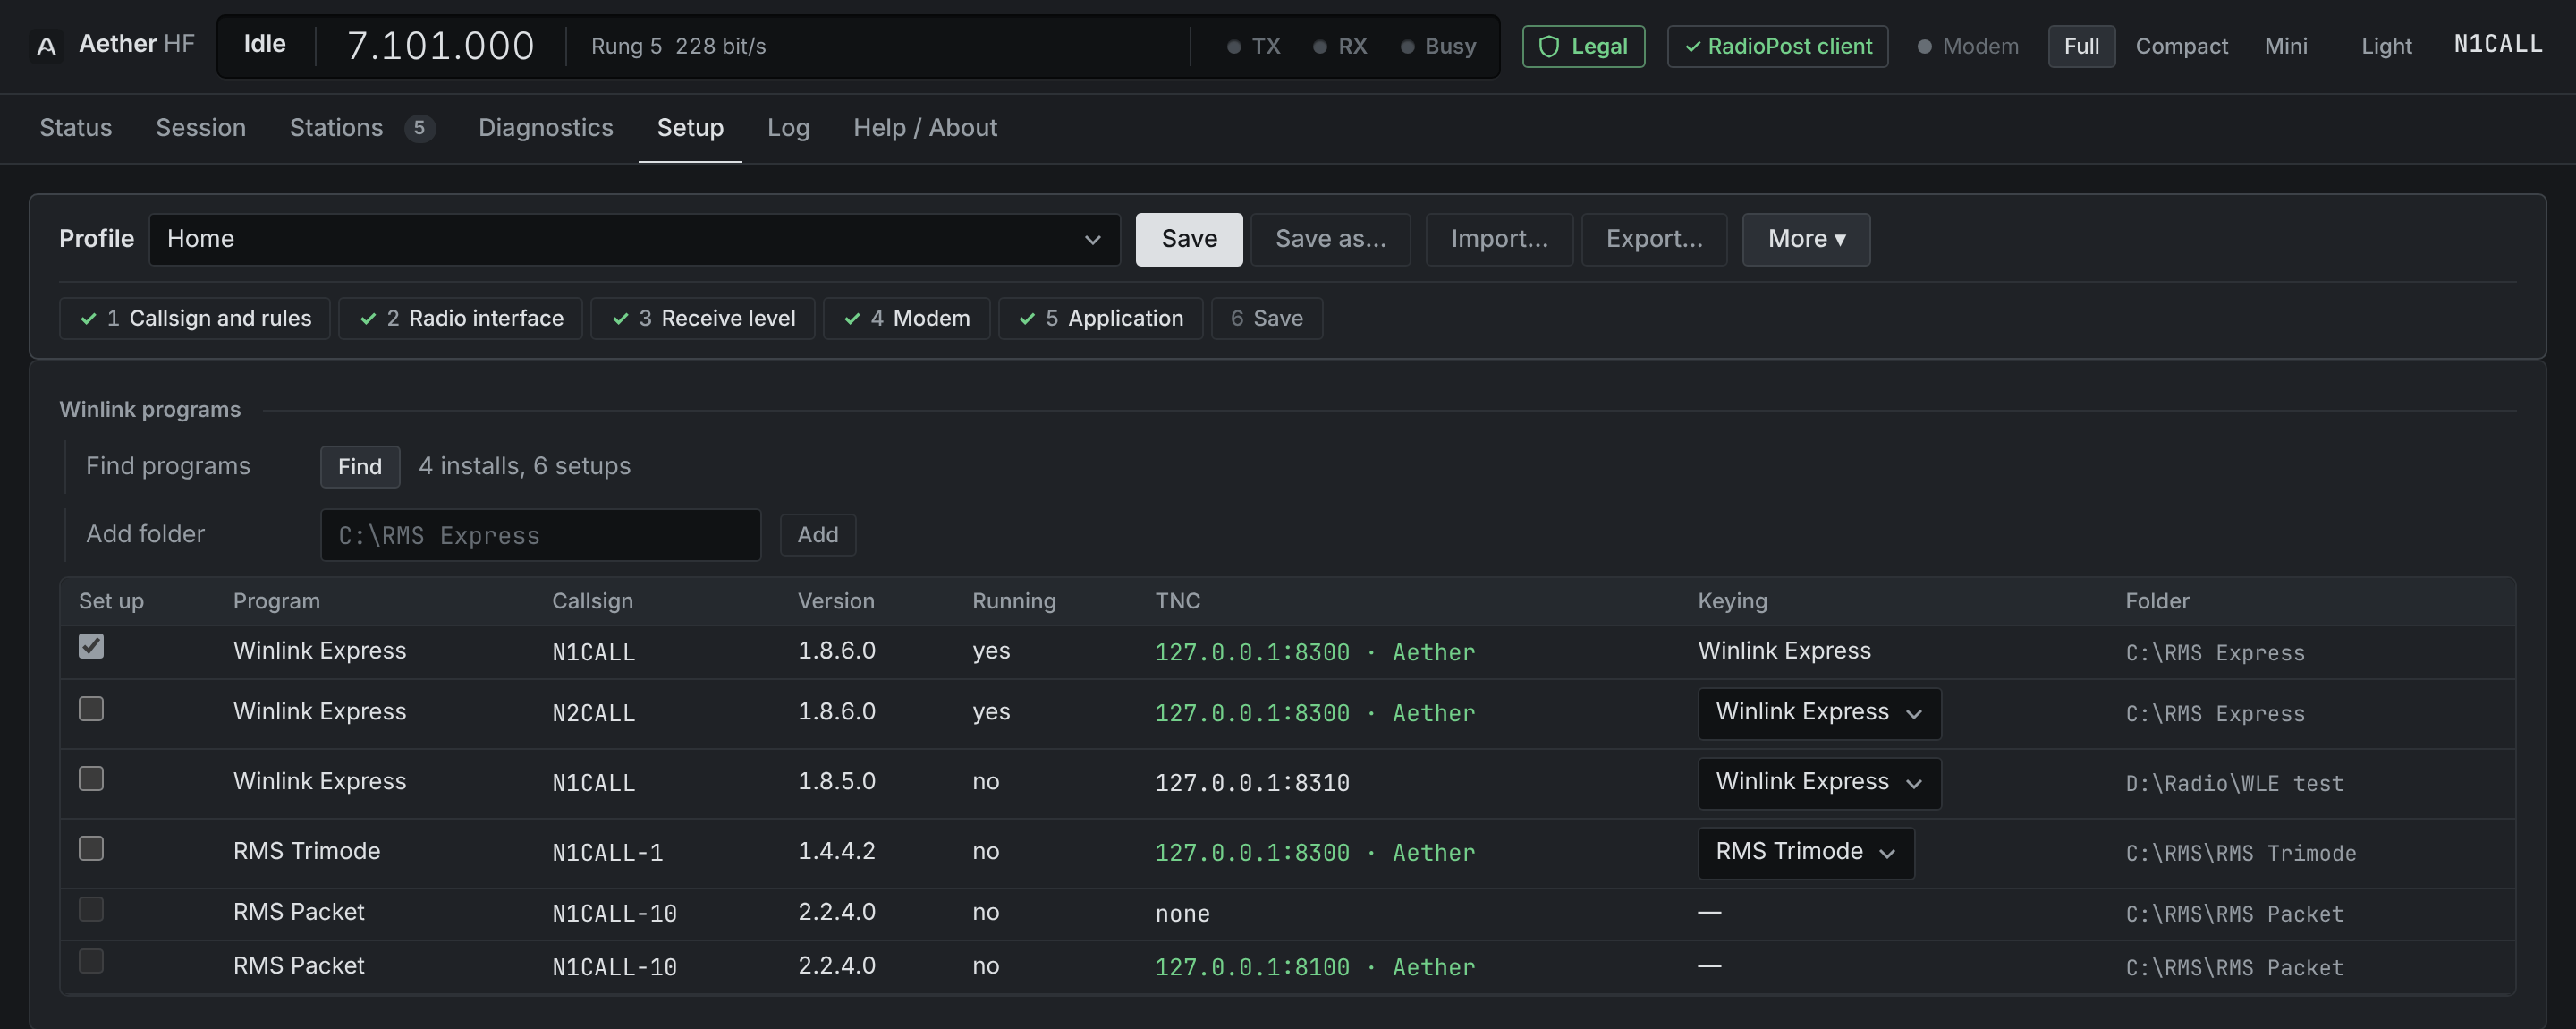 A Aether HF Idle 7.101.000 Rung 5 228 bit/s TX RX Busy Legal RadioPost client Modem Full Compact Mini Light N1CALL
Status Session Stations 5 Diagnostics Setup Log Help / About
Profile Home Save Save as... Import... Export... More ▾
1 Callsign and rules 2 Radio interface 3 Receive level 4 Modem 5 Application 6 Save
Winlink programs
Find programs Find 4 installs, 6 setups
Add folder C:\RMS Express Add
Set up Program Callsign Version Running TNC Keying Folder
Winlink Express N1CALL 1.8.6.0 yes 127.0.0.1:8300 · Aether Winlink Express C:\RMS Express
Winlink Express N2CALL 1.8.6.0 yes 127.0.0.1:8300 · Aether Winlink Express C:\RMS Express
Winlink Express N1CALL 1.8.5.0 no 127.0.0.1:8310 Winlink Express D:\Radio\WLE test
RMS Trimode N1CALL-1 1.4.4.2 no 127.0.0.1:8300 · Aether RMS Trimode C:\RMS\RMS Trimode
RMS Packet N1CALL-10 2.2.4.0 no none — C:\RMS\RMS Packet
RMS Packet N1CALL-10 2.2.4.0 no 127.0.0.1:8100 · Aether — C:\RMS\RMS Packet